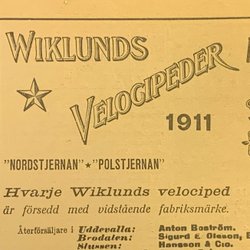 WIKLUNDS
VELOCIPEDER
1911
"NORDSTJERNAN" ★ "POLSTJERNAN"
Hvarje Wiklunds velociped
är försedd med vidstående fabriksmärke.
Återförsäljare i Uddevalla: Anton Boström.
Brodalen: Sigurd E. Olsson,
Slussen: Hansson & C:o.